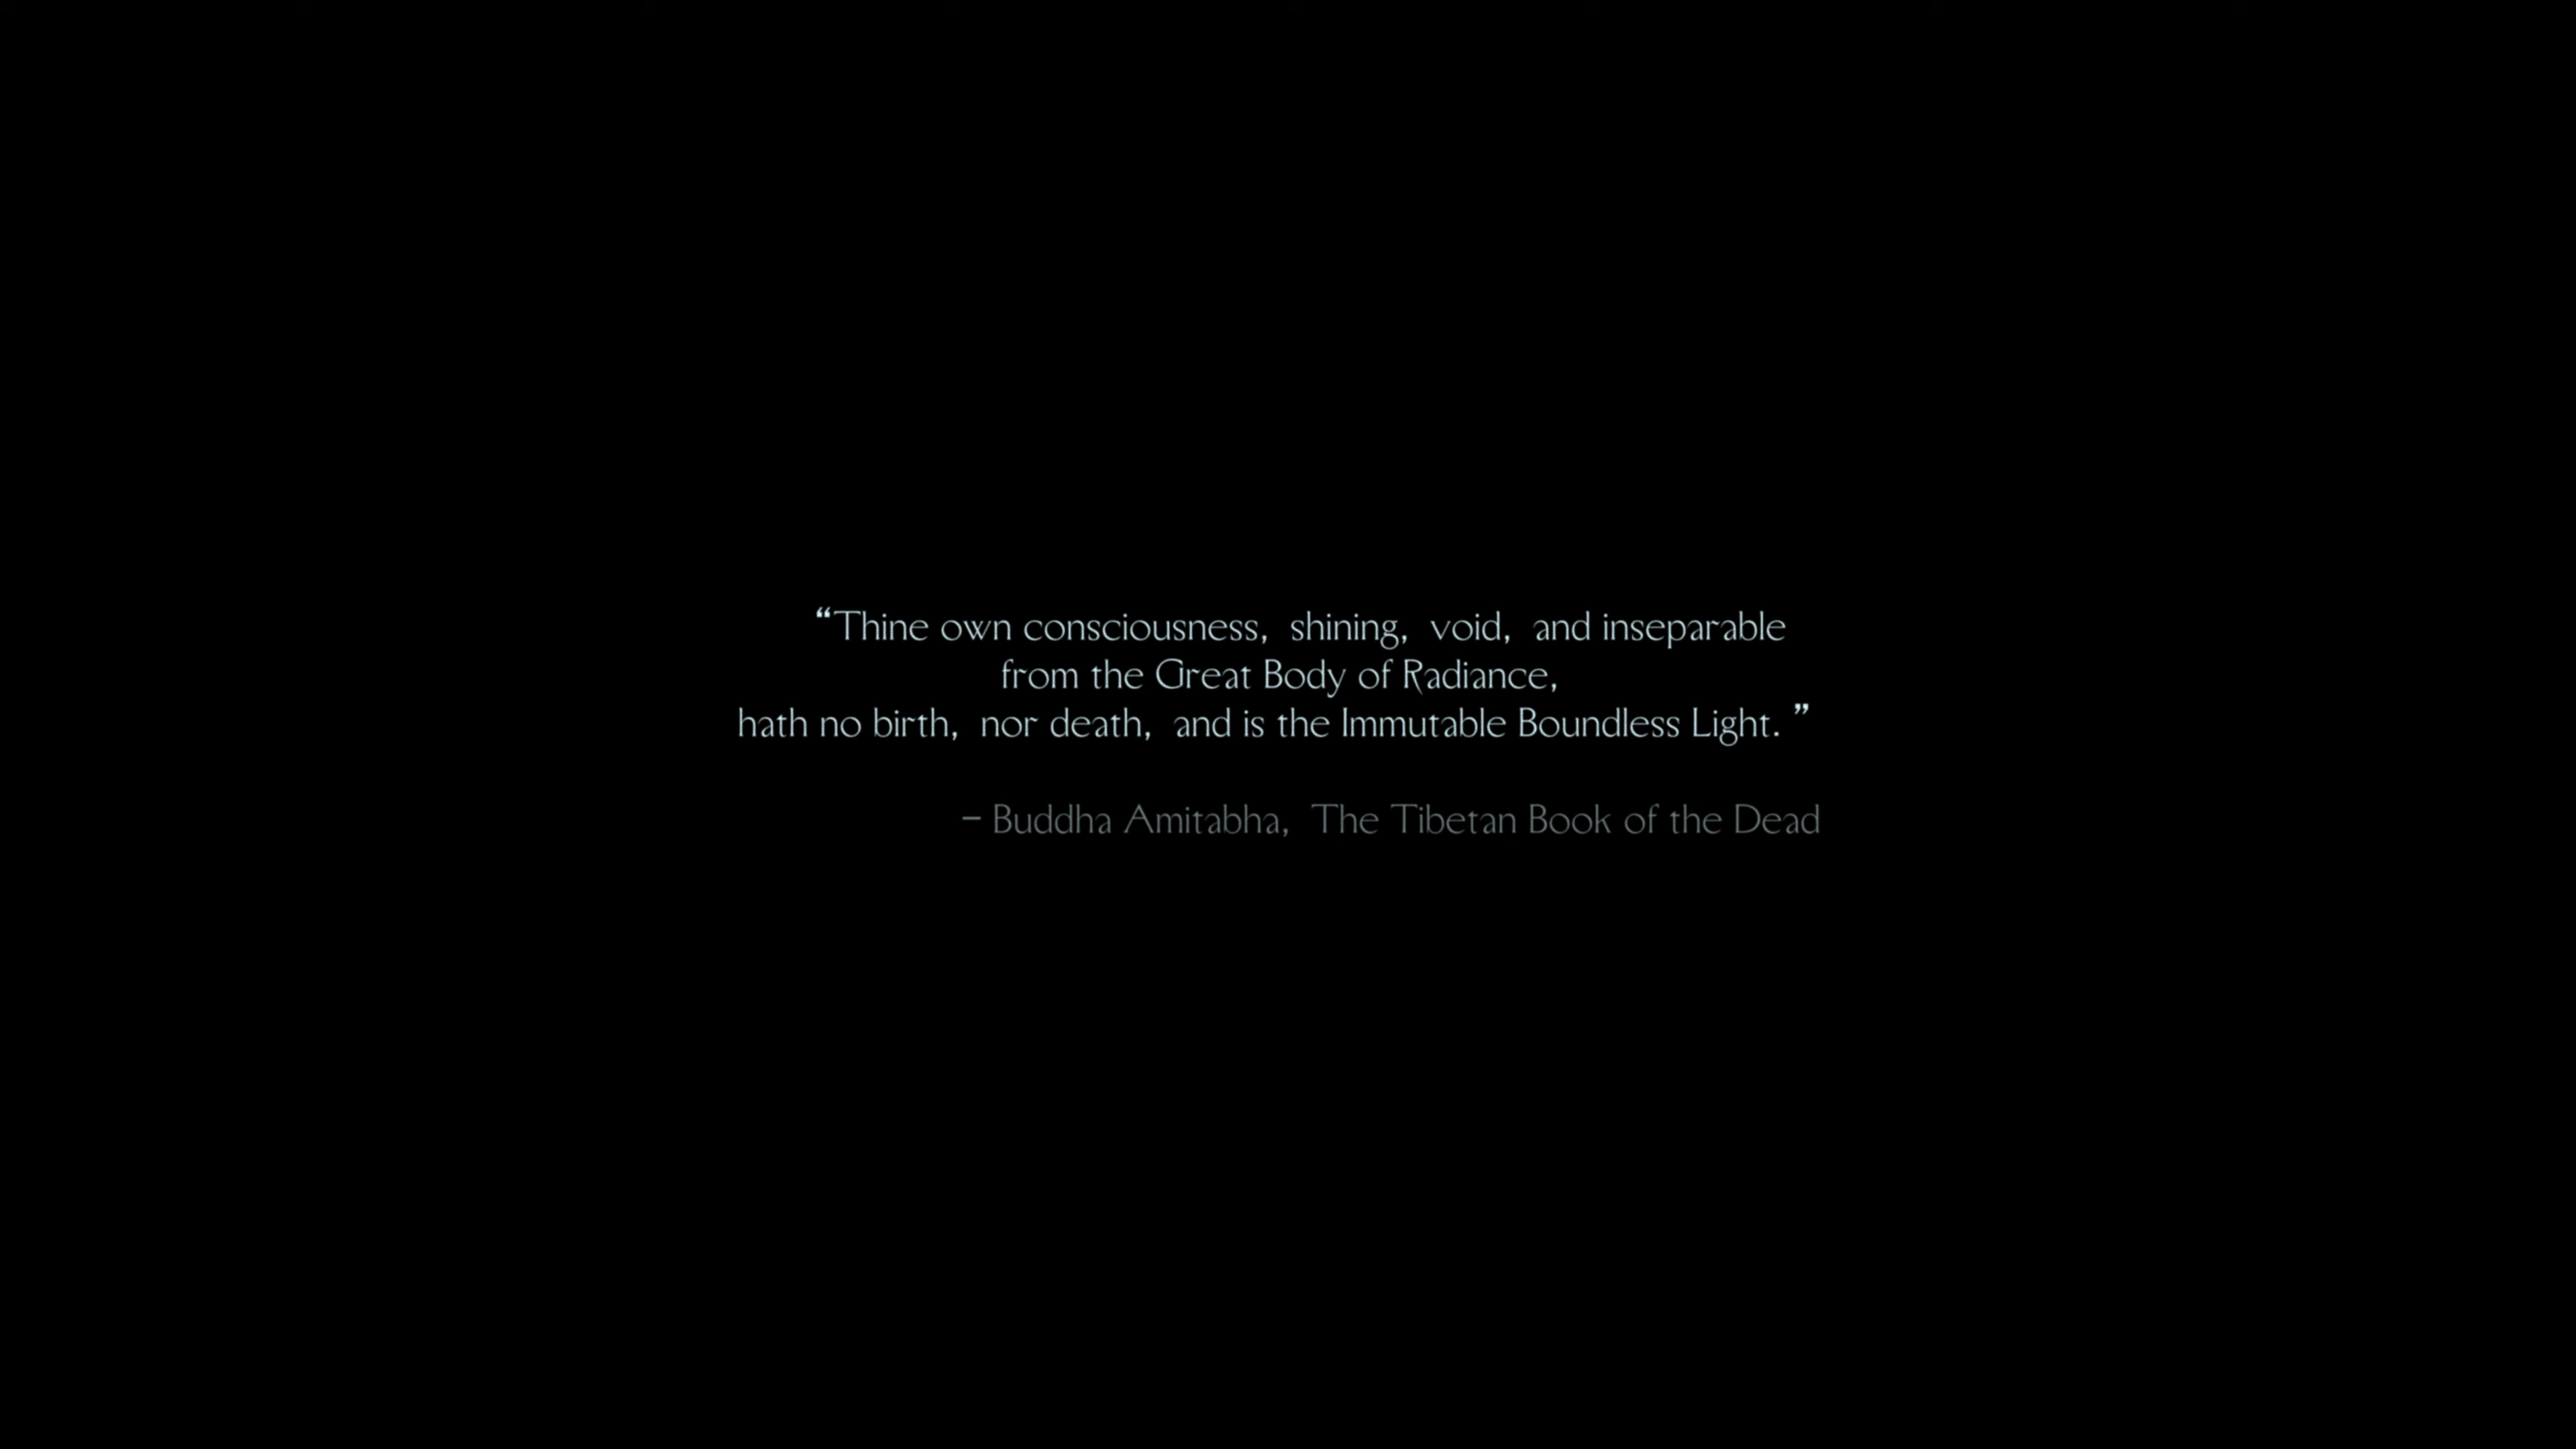 “Thine own consciousness, shining, void, and inseparable
from the Great Body of Radiance,
hath no birth, nor death, and is the Immutable Boundless Light. ”
– Buddha Amitabha, The Tibetan Book of the Dead